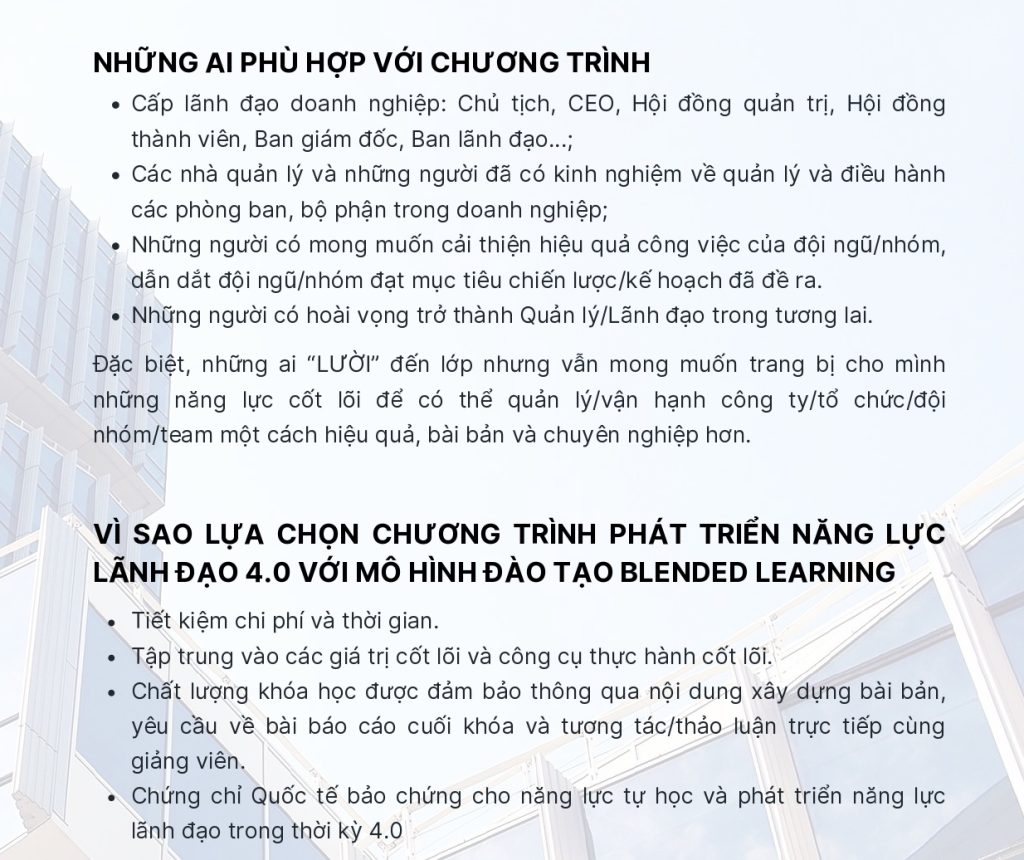 NHỮNG AI PHÙ HỢP VỚI CHƯƠNG TRÌNH
• Cấp lãnh đạo doanh nghiệp: Chủ tịch, CEO, Hội đồng quản trị, Hội đồng
thành viên, Ban giám đốc, Ban lãnh đạo...;
• Các nhà quản lý và những người đã có kinh nghiệm về quản lý và điều hành
các phòng ban, bộ phận trong doanh nghiệp;
• Những người có mong muốn cải thiện hiệu quả công việc của đội ngũ/nhóm,
dẫn dắt đội ngũ/nhóm đạt mục tiêu chiến lược/kế hoạch đã đề ra.
• Những người có hoài vọng trở thành Quản lý/Lãnh đạo trong tương lai.
Đặc biệt, những ai “LƯỜI” đến lớp nhưng vẫn mong muốn trang bị cho mình
những năng lực cốt lõi để có thể quản lý/vận hành công ty/tổ chức/đội
nhóm/team một cách hiệu quả, bài bản và chuyên nghiệp hơn.
VÌ SAO LỰA CHỌN CHƯƠNG TRÌNH PHÁT TRIỂN NĂNG LỰC
LÃNH ĐẠO 4.0 VỚI MÔ HÌNH ĐÀO TẠO BLENDED LEARNING
• Tiết kiệm chi phí và thời gian.
• Tập trung vào các giá trị cốt lõi và công cụ thực hành cốt lõi.
• Chất lượng khóa học được đảm bảo thông qua nội dung xây dựng bài bản,
yêu cầu về bài báo cáo cuối khóa và tương tác/thảo luận trực tiếp cùng
giảng viên.
• Chứng chỉ Quốc tế bảo chứng cho năng lực tự học và phát triển năng lực
lãnh đạo trong thời kỳ 4.0